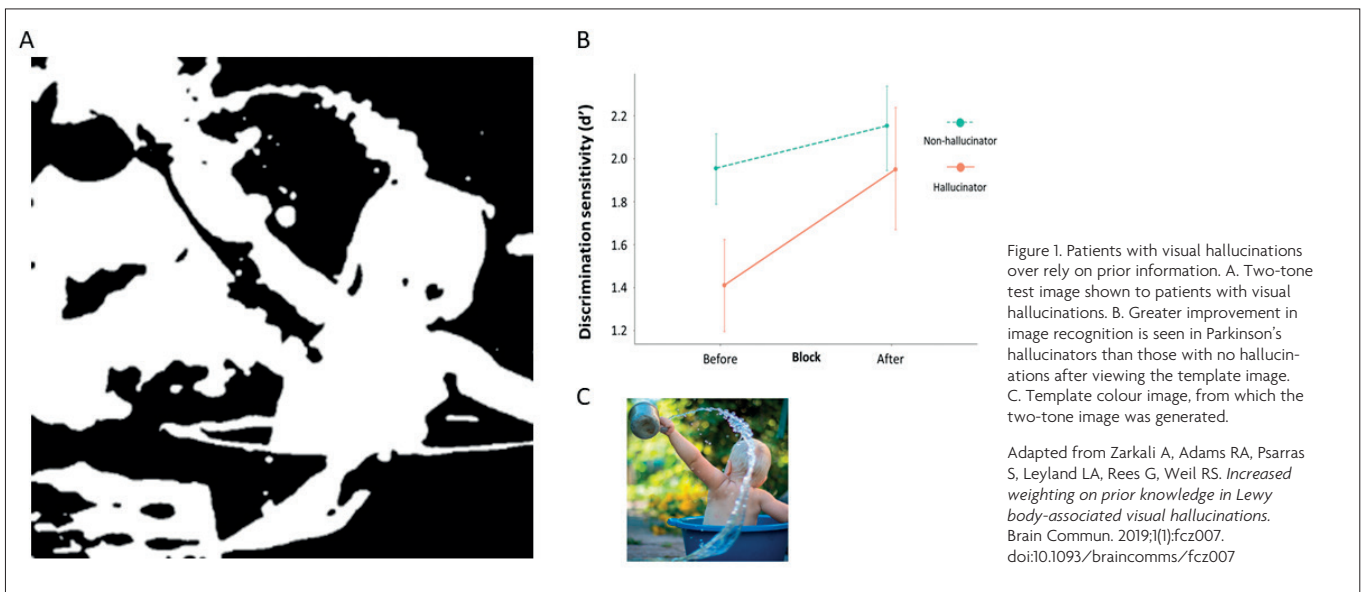 A
B
Discrimination sensitivity (d')
2.2
2.0
1.8
1.6
1.4
1.2
Before
Block
After
Non-hallucinator
Hallucinator
C
Figure 1. Patients with visual hallucinations
over rely on prior information. A. Two-tone
test image shown to patients with visual
hallucinations. B. Greater improvement in
image recognition is seen in Parkinson's
hallucinators than those with no hallucin-
ations after viewing the template image.
C. Template colour image, from which the
two-tone image was generated.
Adapted from Zarkali A, Adams RA, Psarras
S, Leyland LA, Rees G, Weil RS. Increased
weighting on prior knowledge in Lewy
body-associated visual hallucinations.
Brain Commun. 2019;1(1):fcz007.
doi:10.1093/braincomms/fcz007